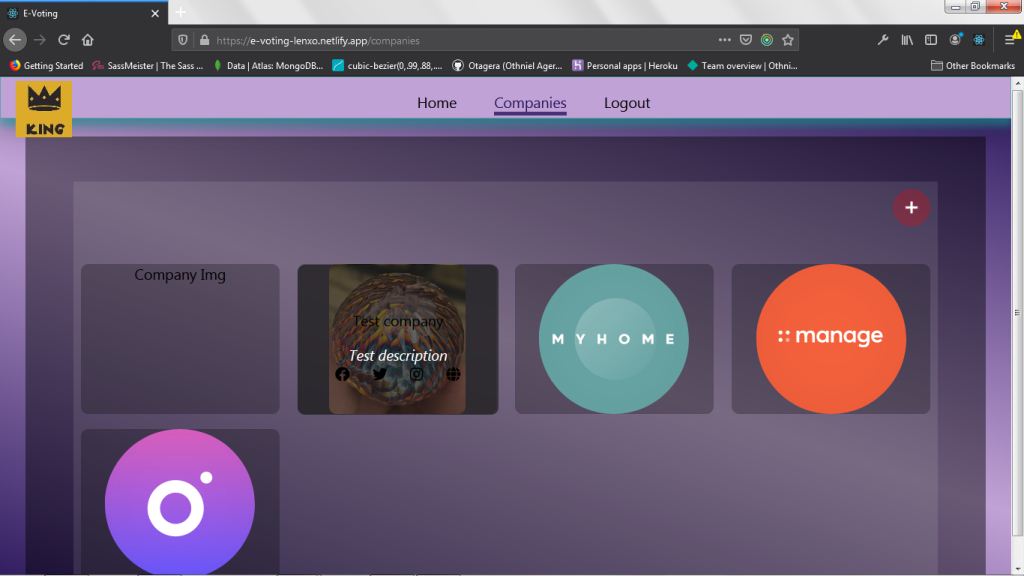 E-Voting
https://e-voting-lenxo.netlify.app/companies
Getting Started
SassMeister | The Sass ...
Data | Atlas: MongoDB...
cubic-bezier(0,.99,.88,....
Otagera (Othniel Ager...
Personal apps | Heroku
Team overview | Othni...
Other Bookmarks
KING
Home
Companies
Logout
+
Company Img
Test company
Test description
MYHOME
manage